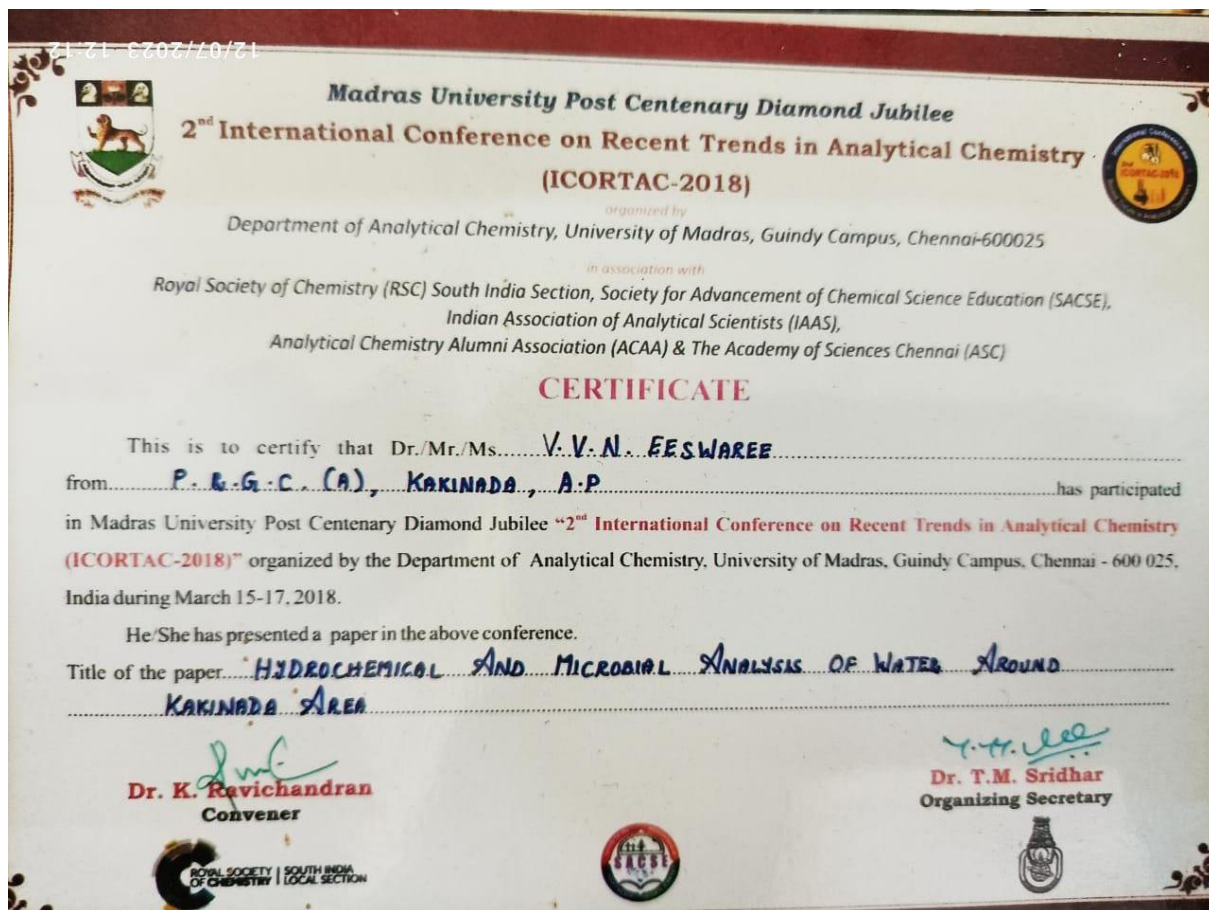 12/07/2023 12:12
Madras University Post Centenary Diamond Jubilee
2nd International Conference on Recent Trends in Analytical Chemistry
(ICORTAC-2018)
organized by
Department of Analytical Chemistry, University of Madras, Guindy Campus, Chennai-600025
in association with
Royal Society of Chemistry (RSC) South India Section, Society for Advancement of Chemical Science Education (SACSE),
Indian Association of Analytical Scientists (IAAS),
Analytical Chemistry Alumni Association (ACAA) & The Academy of Sciences Chennai (ASC)
CERTIFICATE
This is to certify that Dr./Mr./Ms...... V. V. N. EESWAREE
from........ P. R. G. C. (A), KAKINADA, A.P ........has participated
in Madras University Post Centenary Diamond Jubilee “2nd International Conference on Recent Trends in Analytical Chemistry
(ICORTAC-2018)” organized by the Department of Analytical Chemistry, University of Madras, Guindy Campus, Chennai - 600 025,
India during March 15-17, 2018.
He/She has presented a paper in the above conference.
Title of the paper..... HYDROCHEMICAL AND MICROBIAL ANALYSIS OF WATER AROUND
KAKINADA AREA
Dr. K. Ravichandran
Convener
Dr. T.M. Sridhar
Organizing Secretary
ROYAL SOCIETY OF CHEMISTRY | SOUTH INDIA LOCAL SECTION
SACSE